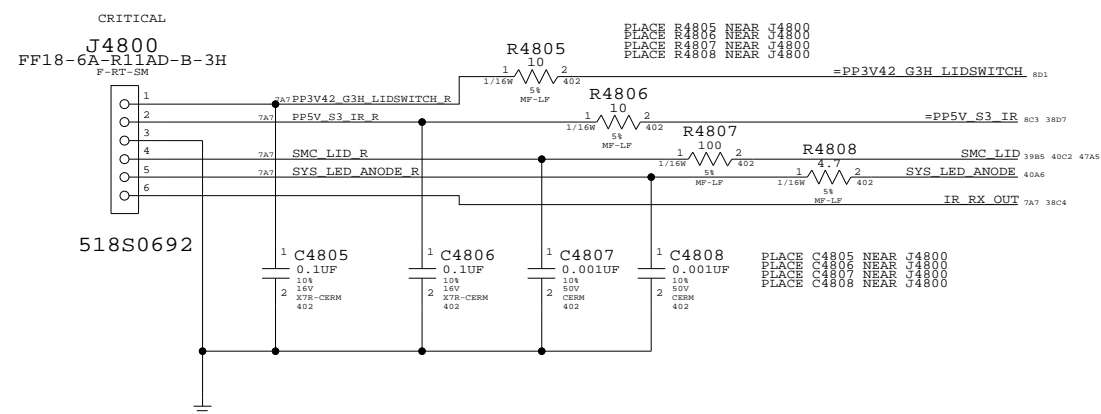 CRITICAL
J4800
FF18-6A-R11AD-B-3H
F-RT-SM
PLACE R4805 NEAR J4800
PLACE R4806 NEAR J4800
PLACE R4807 NEAR J4800
PLACE R4808 NEAR J4800
R4805
10
1 2
1/16W 402
5%
MF-LF
=PP3V42_G3H_LIDSWITCH 8D1
1
7A7 PP3V42_G3H_LIDSWITCH_R
R4806
10
1 2
1/16W 402
5%
MF-LF
2
7A7 PP5V_S3_IR_R
=PP5V_S3_IR 8C3 38D7
3
R4807
100
1 2
1/16W 402
5%
MF-LF
4
7A7 SMC_LID_R
SMC_LID 39B5 40C2 47A5
R4808
4.7
1 2
1/16W 402
5%
MF-LF
5
7A7 SYS_LED_ANODE_R
SYS_LED_ANODE 40A6
6
IR_RX_OUT 7A7 38C4
518S0692
1 C4805
0.1UF
10%
2 16V
X7R-CERM
402
1 C4806
0.1UF
10%
2 16V
X7R-CERM
402
1 C4807
0.001UF
10%
2 50V
CERM
402
1 C4808
0.001UF
10%
2 50V
CERM
402
PLACE C4805 NEAR J4800
PLACE C4806 NEAR J4800
PLACE C4807 NEAR J4800
PLACE C4808 NEAR J4800